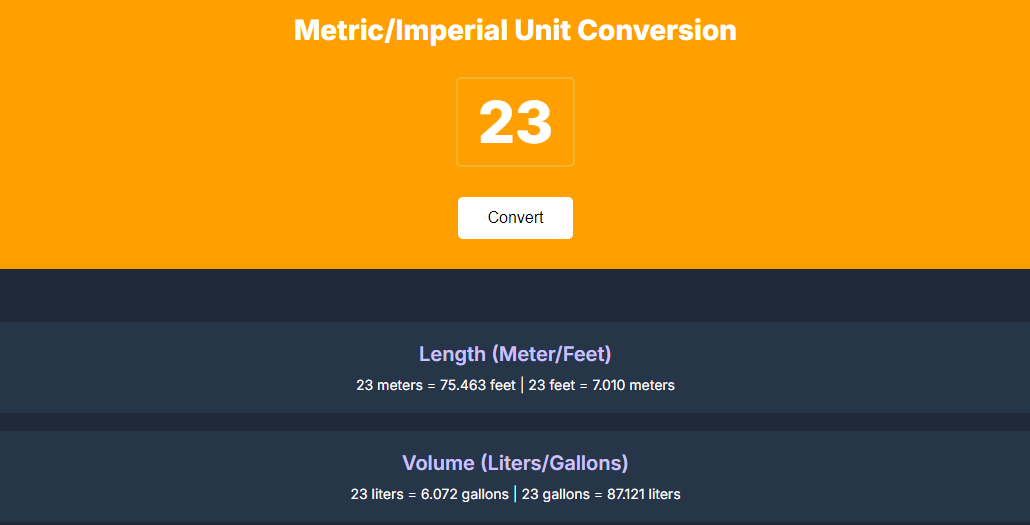 Metric/Imperial Unit Conversion
23
Convert
Length (Meter/Feet)
23 meters = 75.463 feet | 23 feet = 7.010 meters
Volume (Liters/Gallons)
23 liters = 6.072 gallons | 23 gallons = 87.121 liters